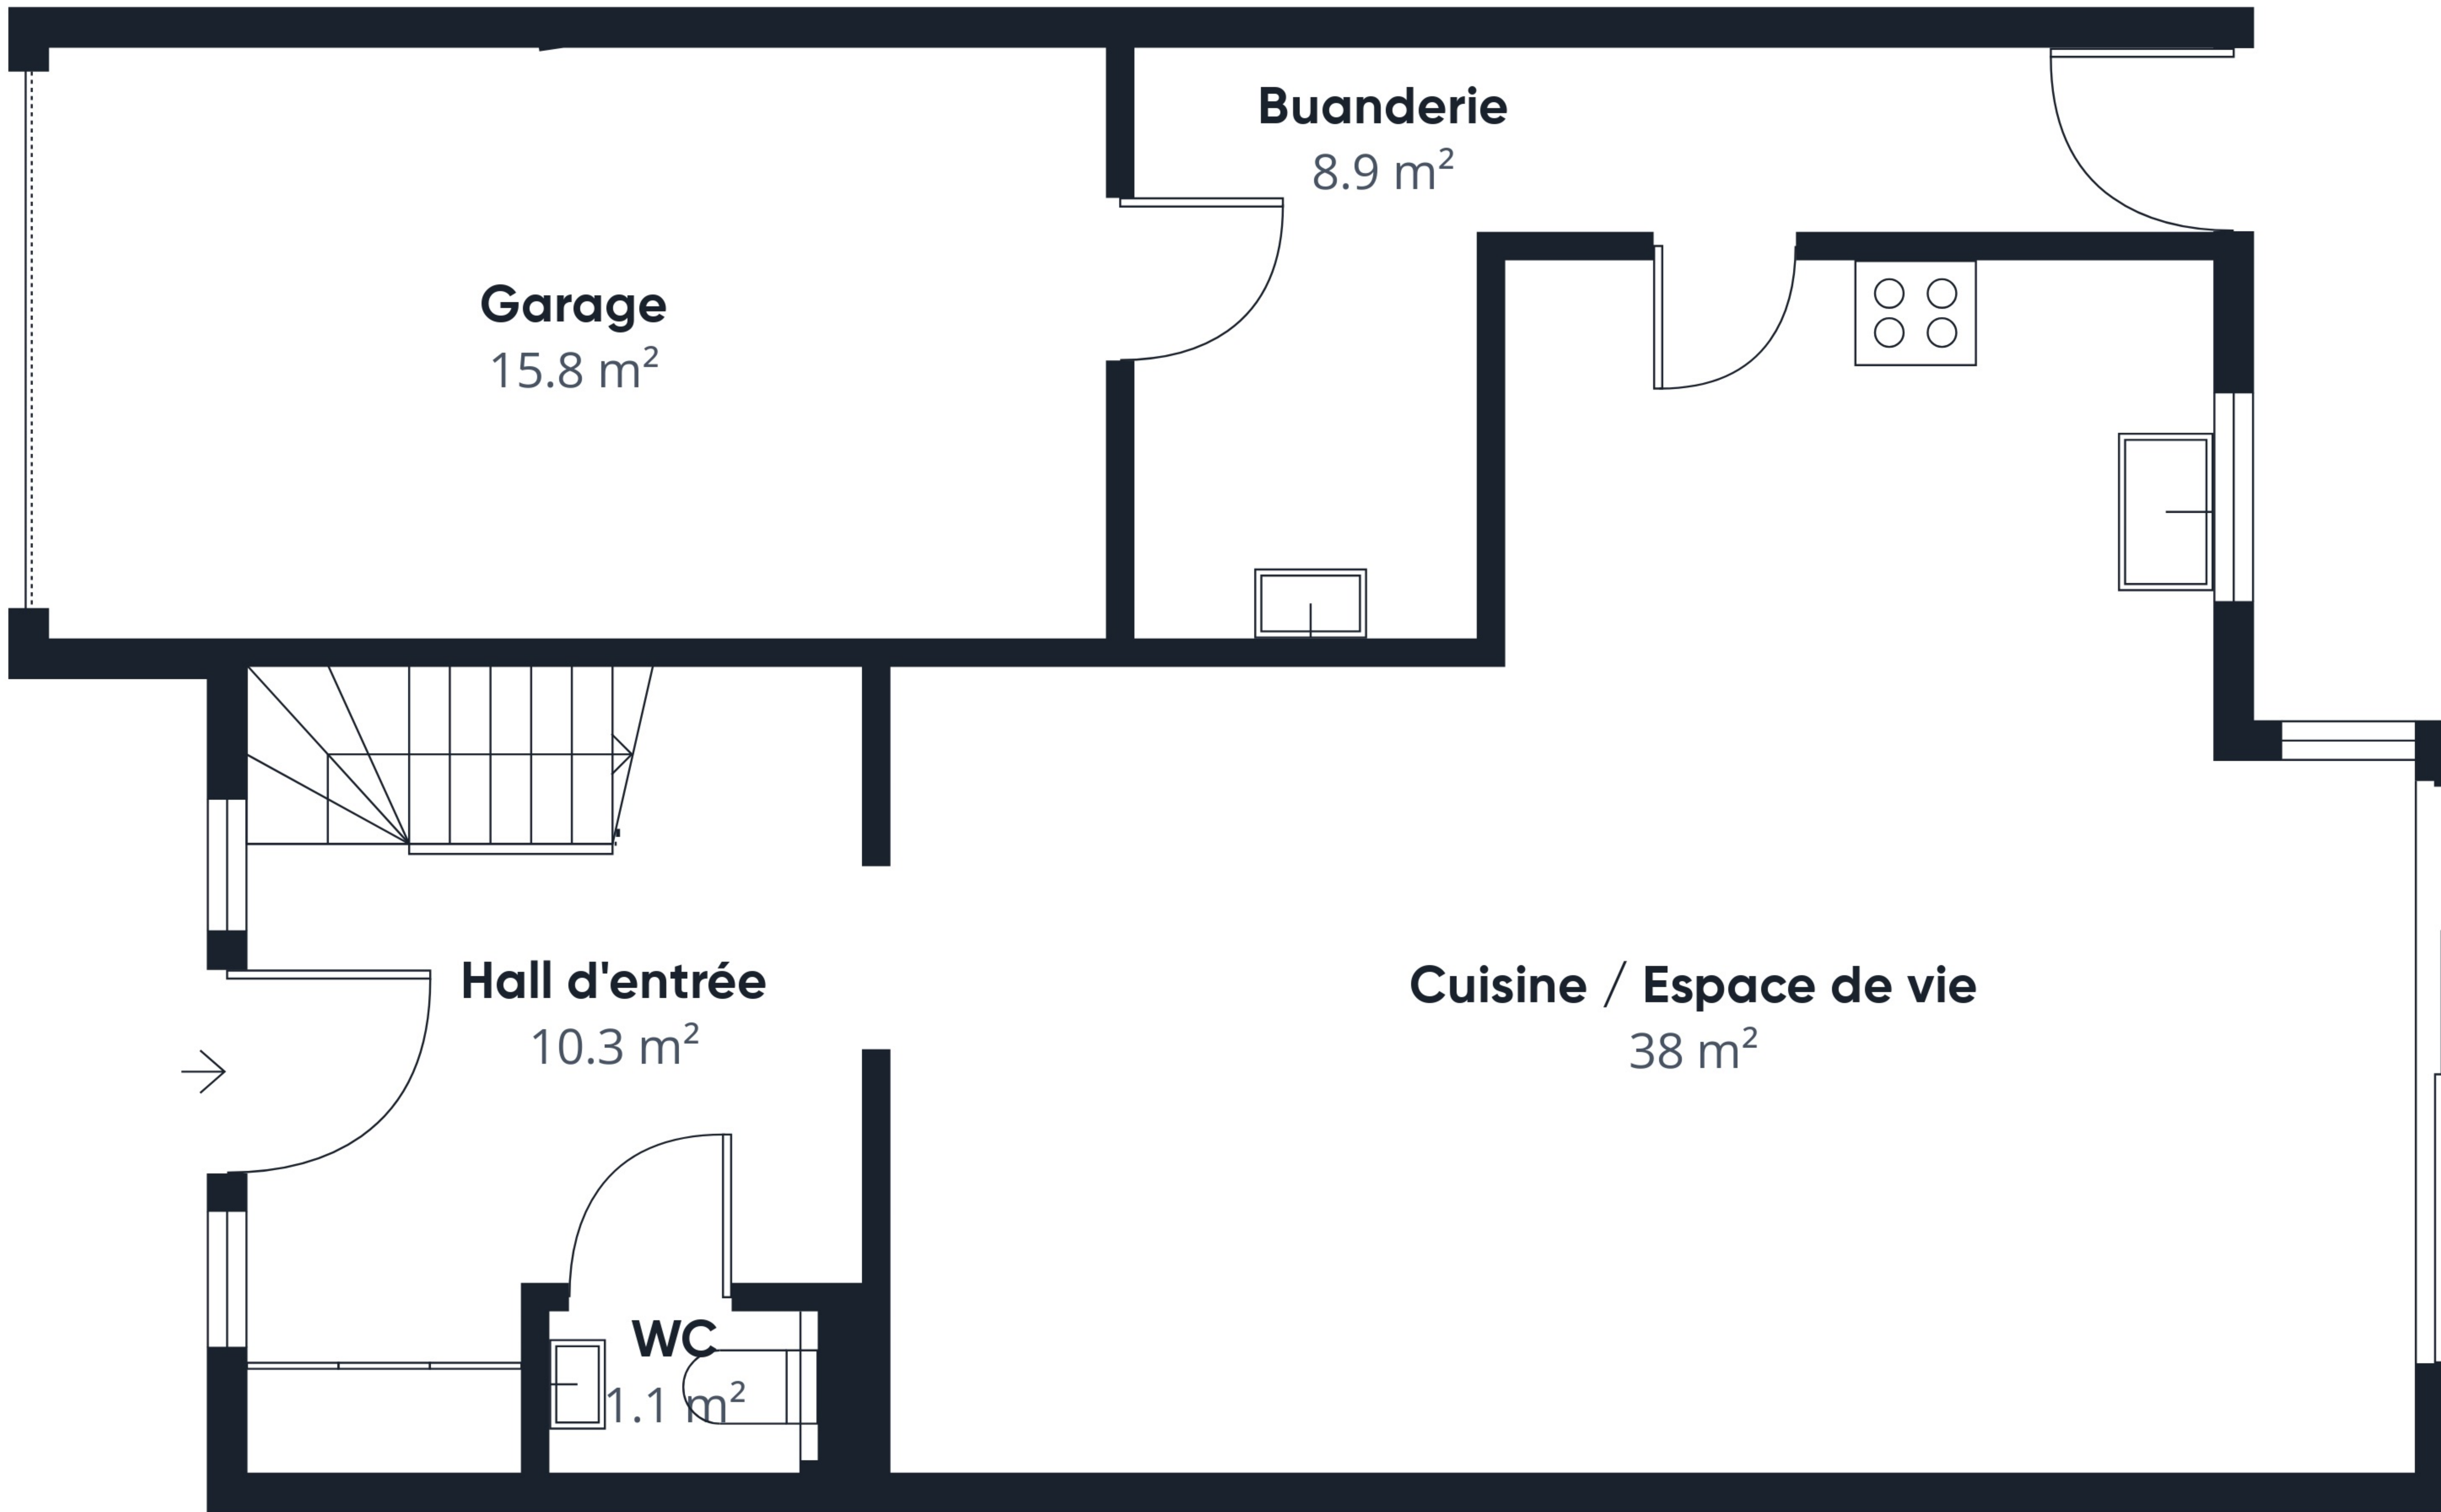 Buanderie
8.9 m²
Garage
15.8 m²
Hall d'entrée
10.3 m²
Cuisine / Espace de vie
38 m²
WC
1.1 m²